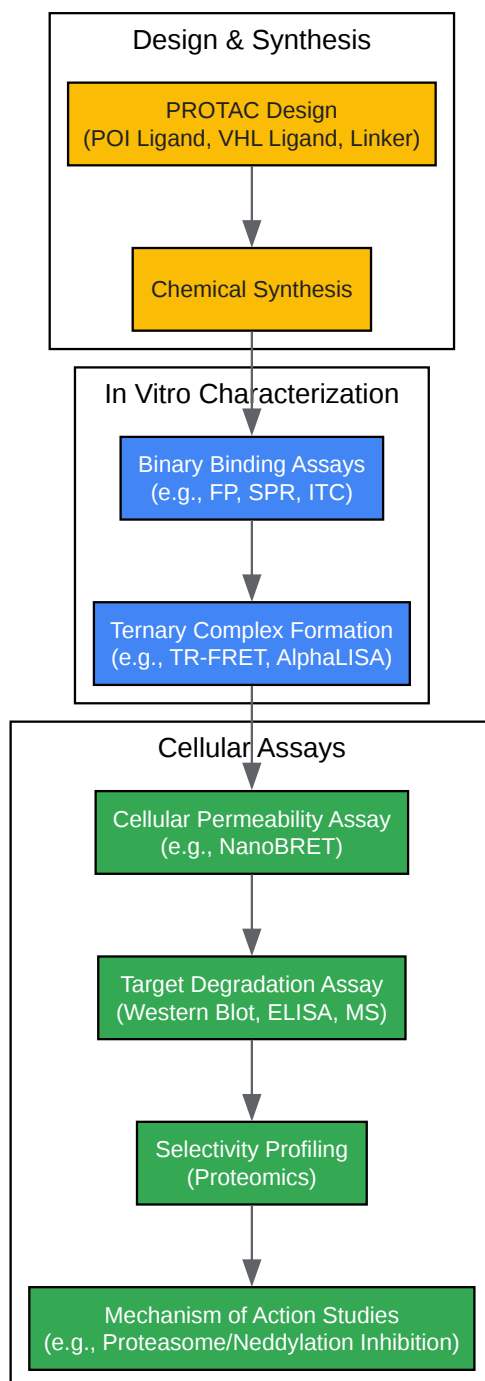 Design & Synthesis
PROTAC Design
(POI Ligand, VHL Ligand, Linker)
Chemical Synthesis
In Vitro Characterization
Binary Binding Assays
(e.g., FP, SPR, ITC)
Ternary Complex Formation
(e.g., TR-FRET, AlphaLISA)
Cellular Assays
Cellular Permeability Assay
(e.g., NanoBRET)
Target Degradation Assay
(Western Blot, ELISA, MS)
Selectivity Profiling
(Proteomics)
Mechanism of Action Studies
(e.g., Proteasome/Neddylation Inhibition)